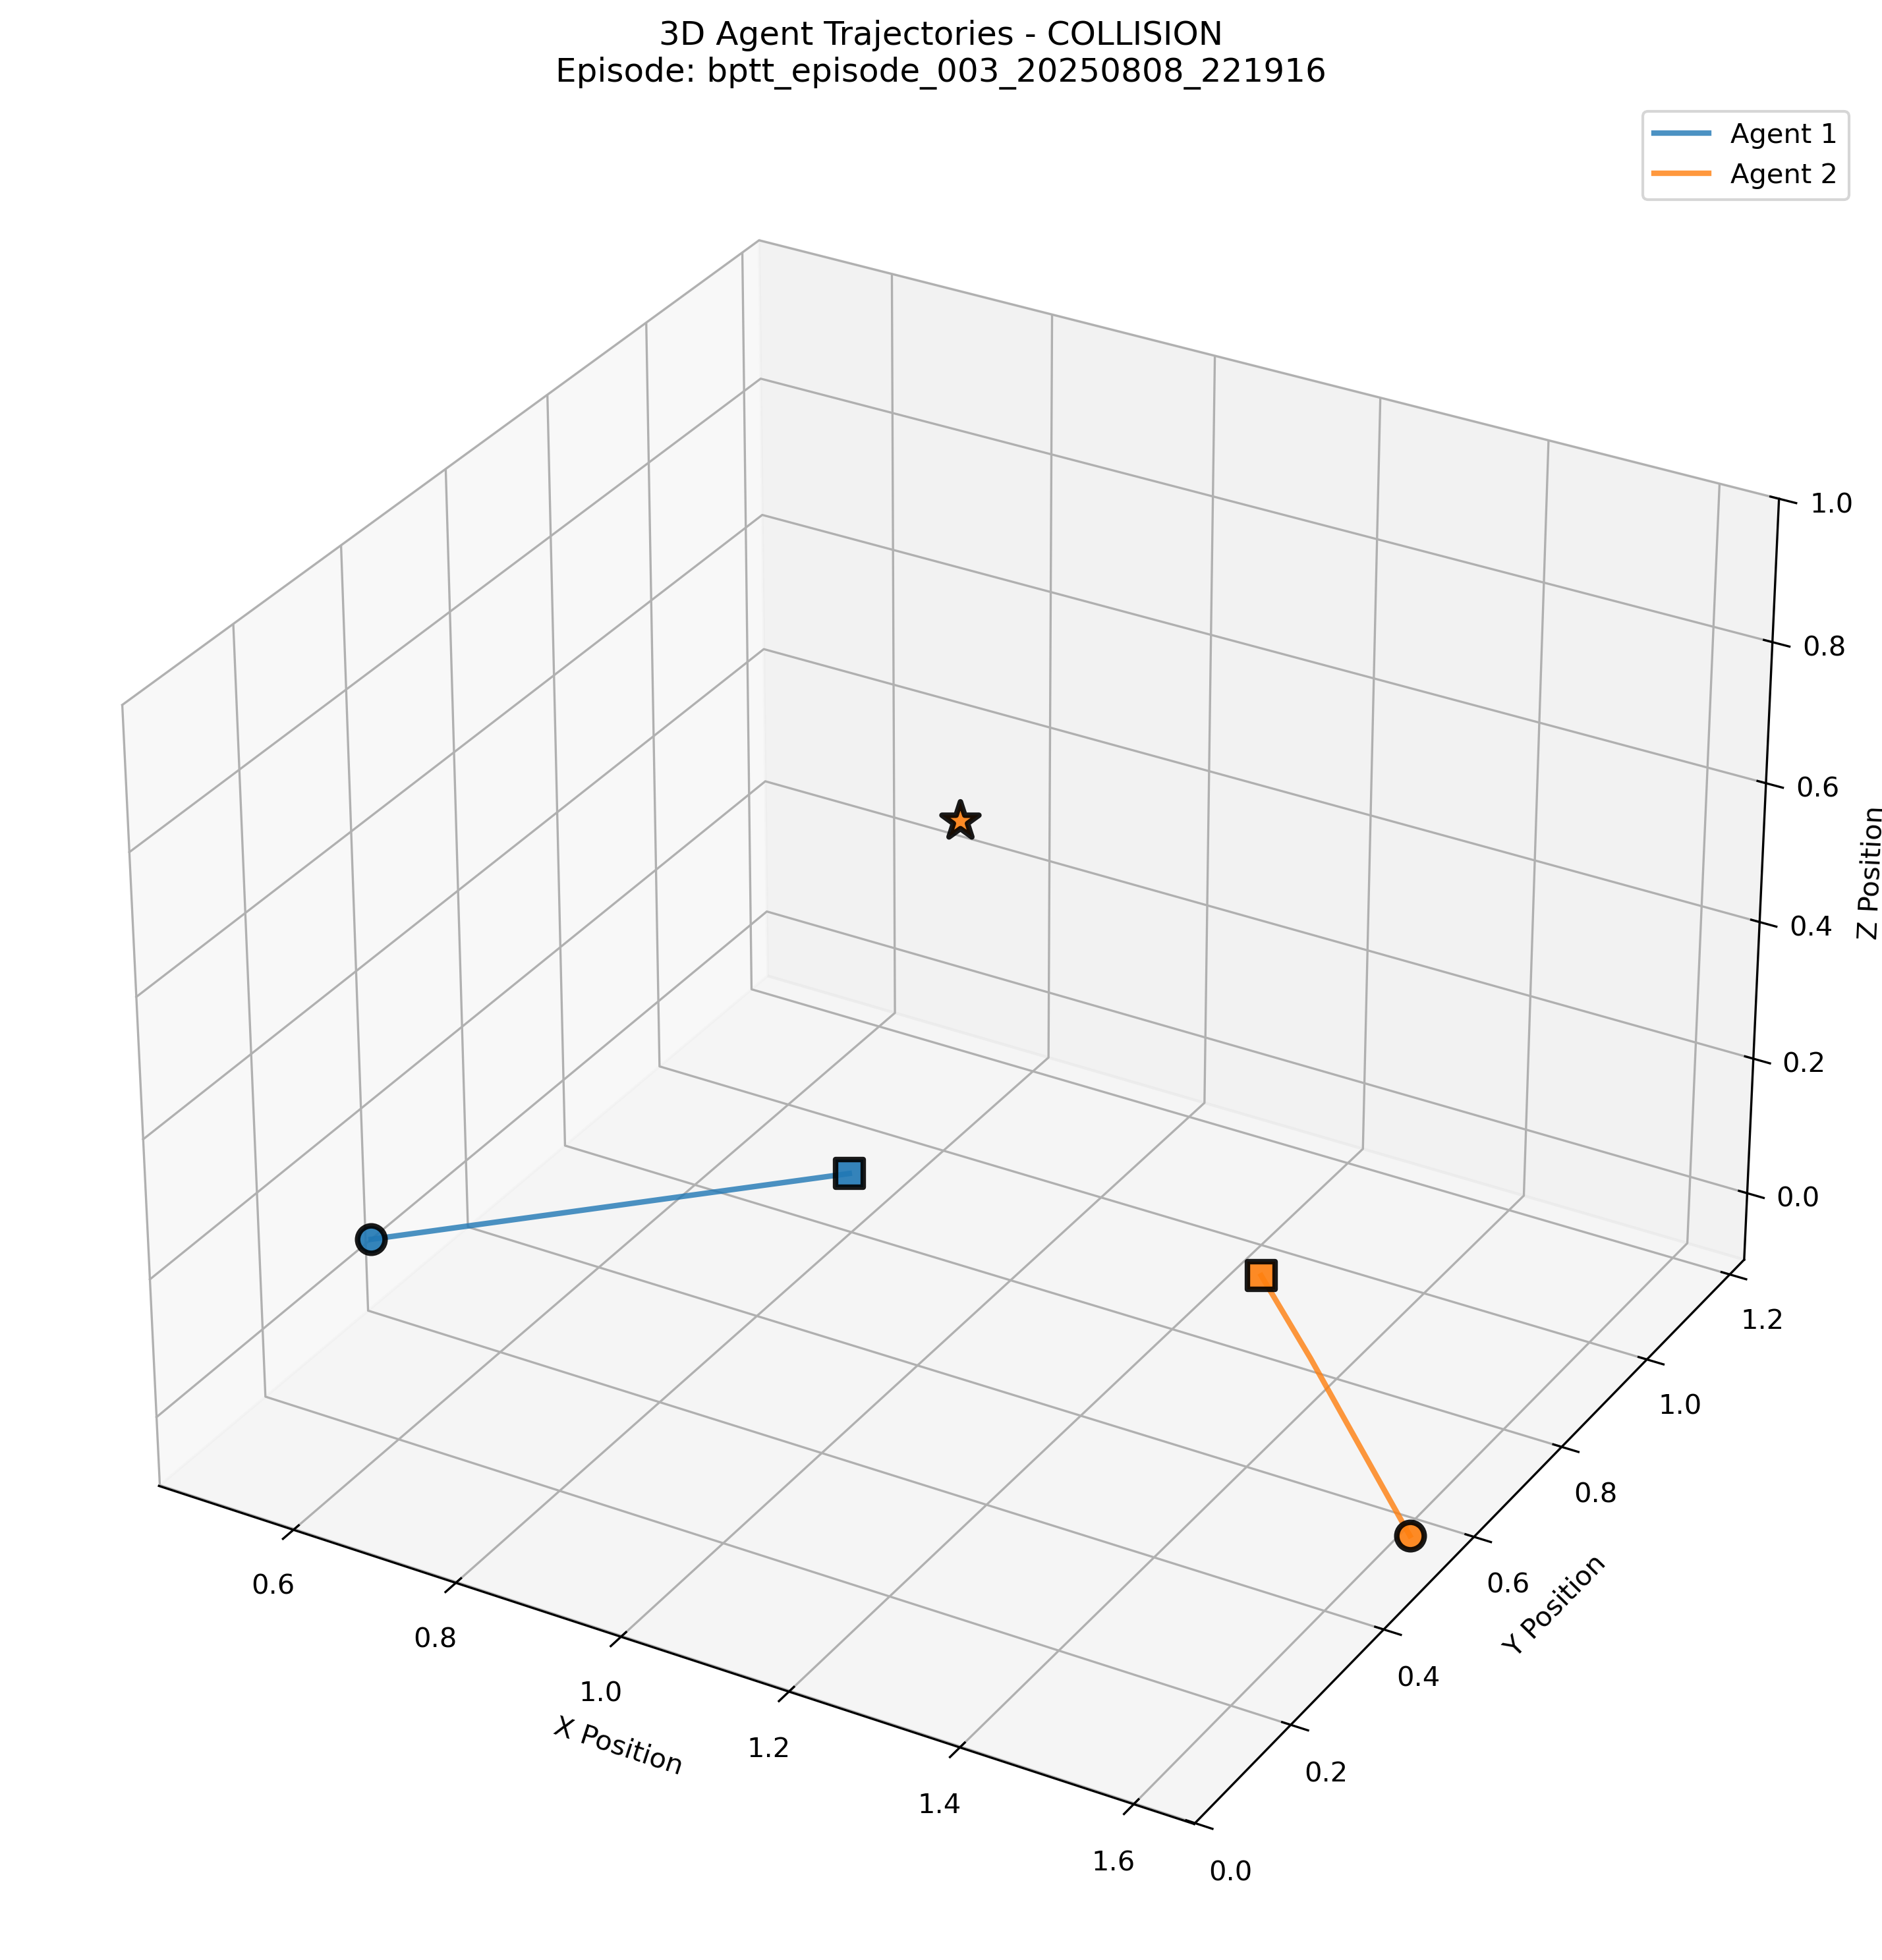 3D Agent Trajectories - COLLISION
Episode: bptt_episode_003_20250808_221916
Agent 1
Agent 2
1.0
0.8
0.6
0.4
0.2
0.0
Z Position
1.2
1.0
0.8
0.6
0.4
0.2
0.0
Y Position
0.6
0.8
1.0
1.2
1.4
1.6
X Position